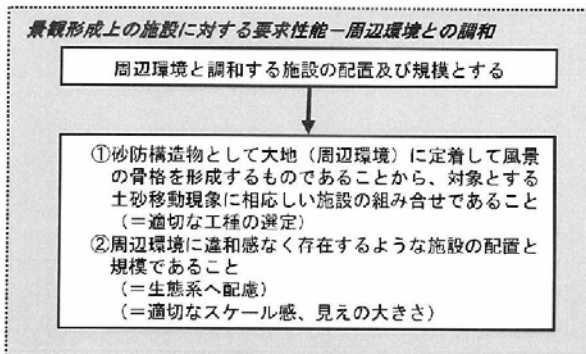 景観形成上の施設に対する要求性能－周辺環境との調和
周辺環境と調和する施設の配置及び規模とする
①砂防構造物として大地（周辺環境）に定着して風景
の骨格を形成するものであることから、対象とする
土砂移動現象に相応しい施設の組み合せであること
（＝適切な工種の選定）
②周辺環境に違和感なく存在するような施設の配置と
規模であること
（＝生態系へ配慮）
（＝適切なスケール感、見えの大きさ）